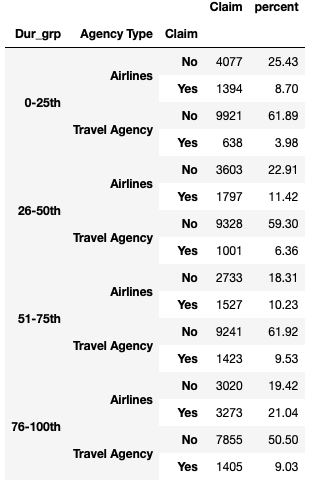 Claim percent
Dur_grp Agency Type Claim
0-25th Airlines No 4077 25.43
Yes 1394 8.70
Travel Agency No 9921 61.89
Yes 638 3.98
26-50th Airlines No 3603 22.91
Yes 1797 11.42
Travel Agency No 9328 59.30
Yes 1001 6.36
51-75th Airlines No 2733 18.31
Yes 1527 10.23
Travel Agency No 9241 61.92
Yes 1423 9.53
76-100th Airlines No 3020 19.42
Yes 3273 21.04
Travel Agency No 7855 50.50
Yes 1405 9.03